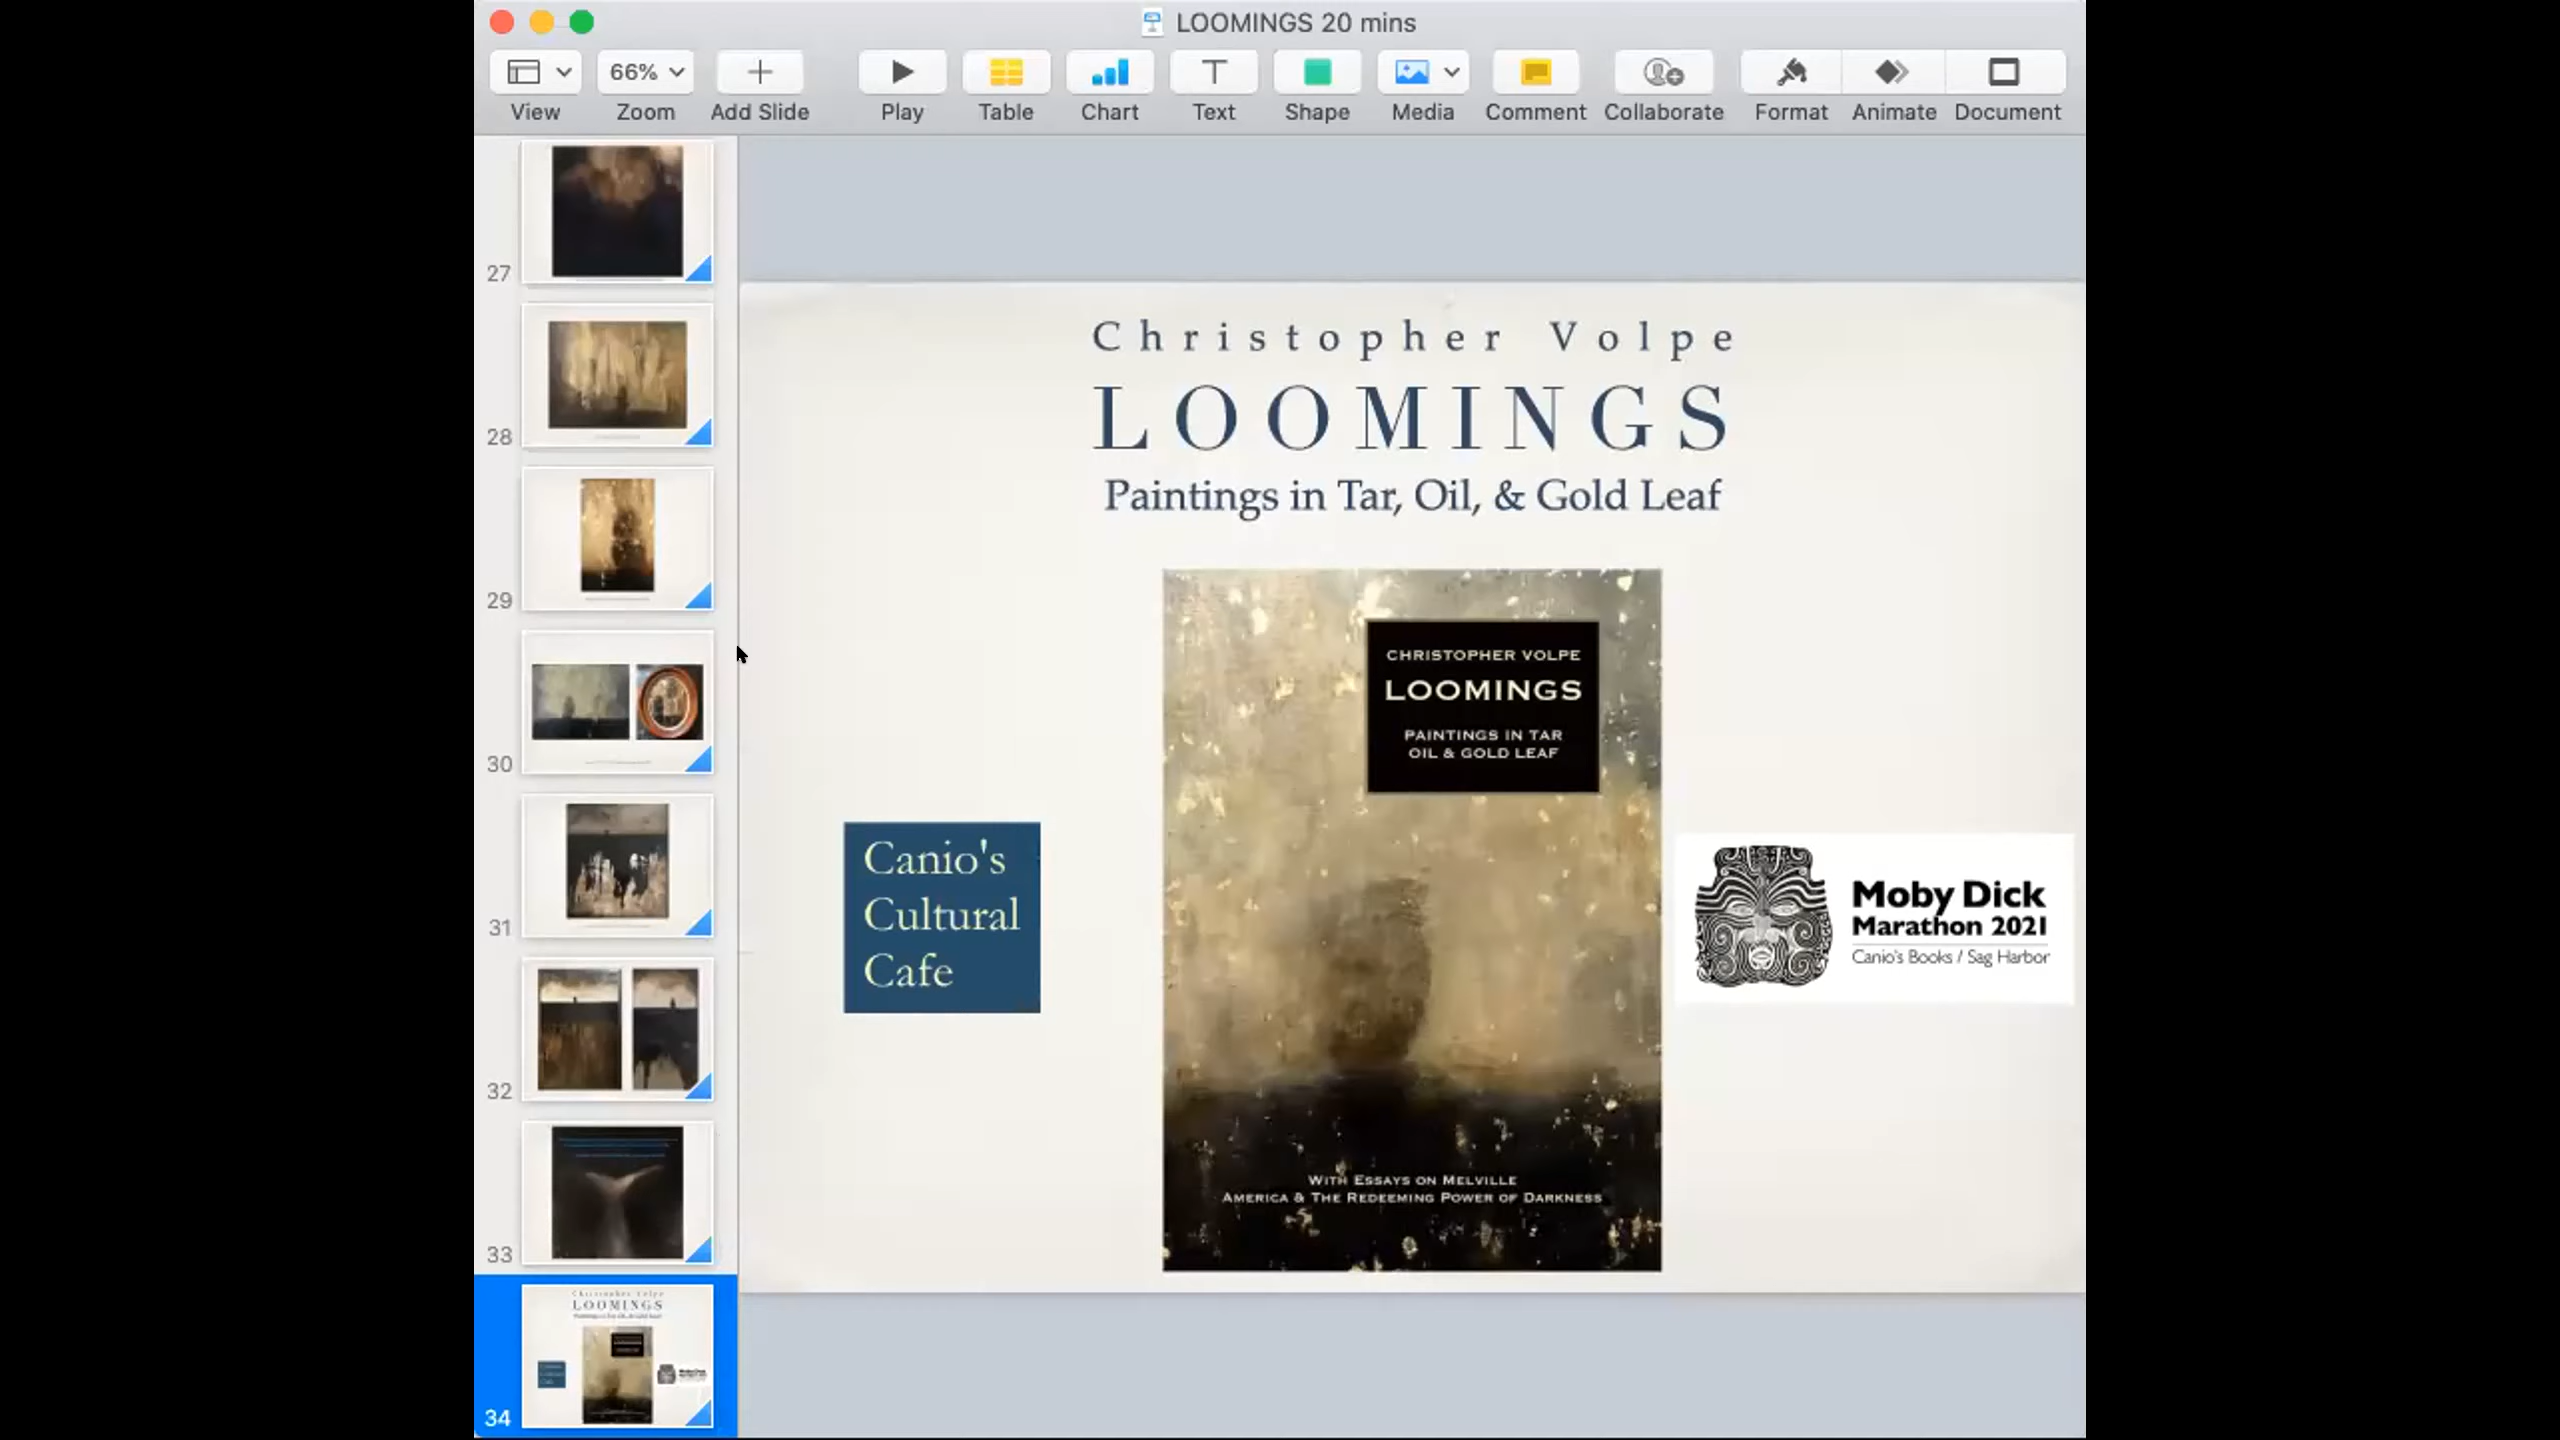 LOOMINGS 20 mins
66%
View
Zoom
Add Slide
Play
Table
Chart
Text
Shape
Media
Comment
Collaborate
Format
Animate
Document
27
28
29
30
31
32
33
34
Christopher Volpe
LOOMINGS
Paintings in Tar, Oil, & Gold Leaf
CHRISTOPHER VOLPE
LOOMINGS
PAINTINGS IN TAR
OIL & GOLD LEAF
WITH ESSAYS ON MELVILLE
AMERICA & THE REDEEMING POWER OF DARKNESS
Canio's
Cultural
Cafe
Moby Dick
Marathon 2021
Canio's Books / Sag Harbor
Christopher Volpe
LOOMINGS